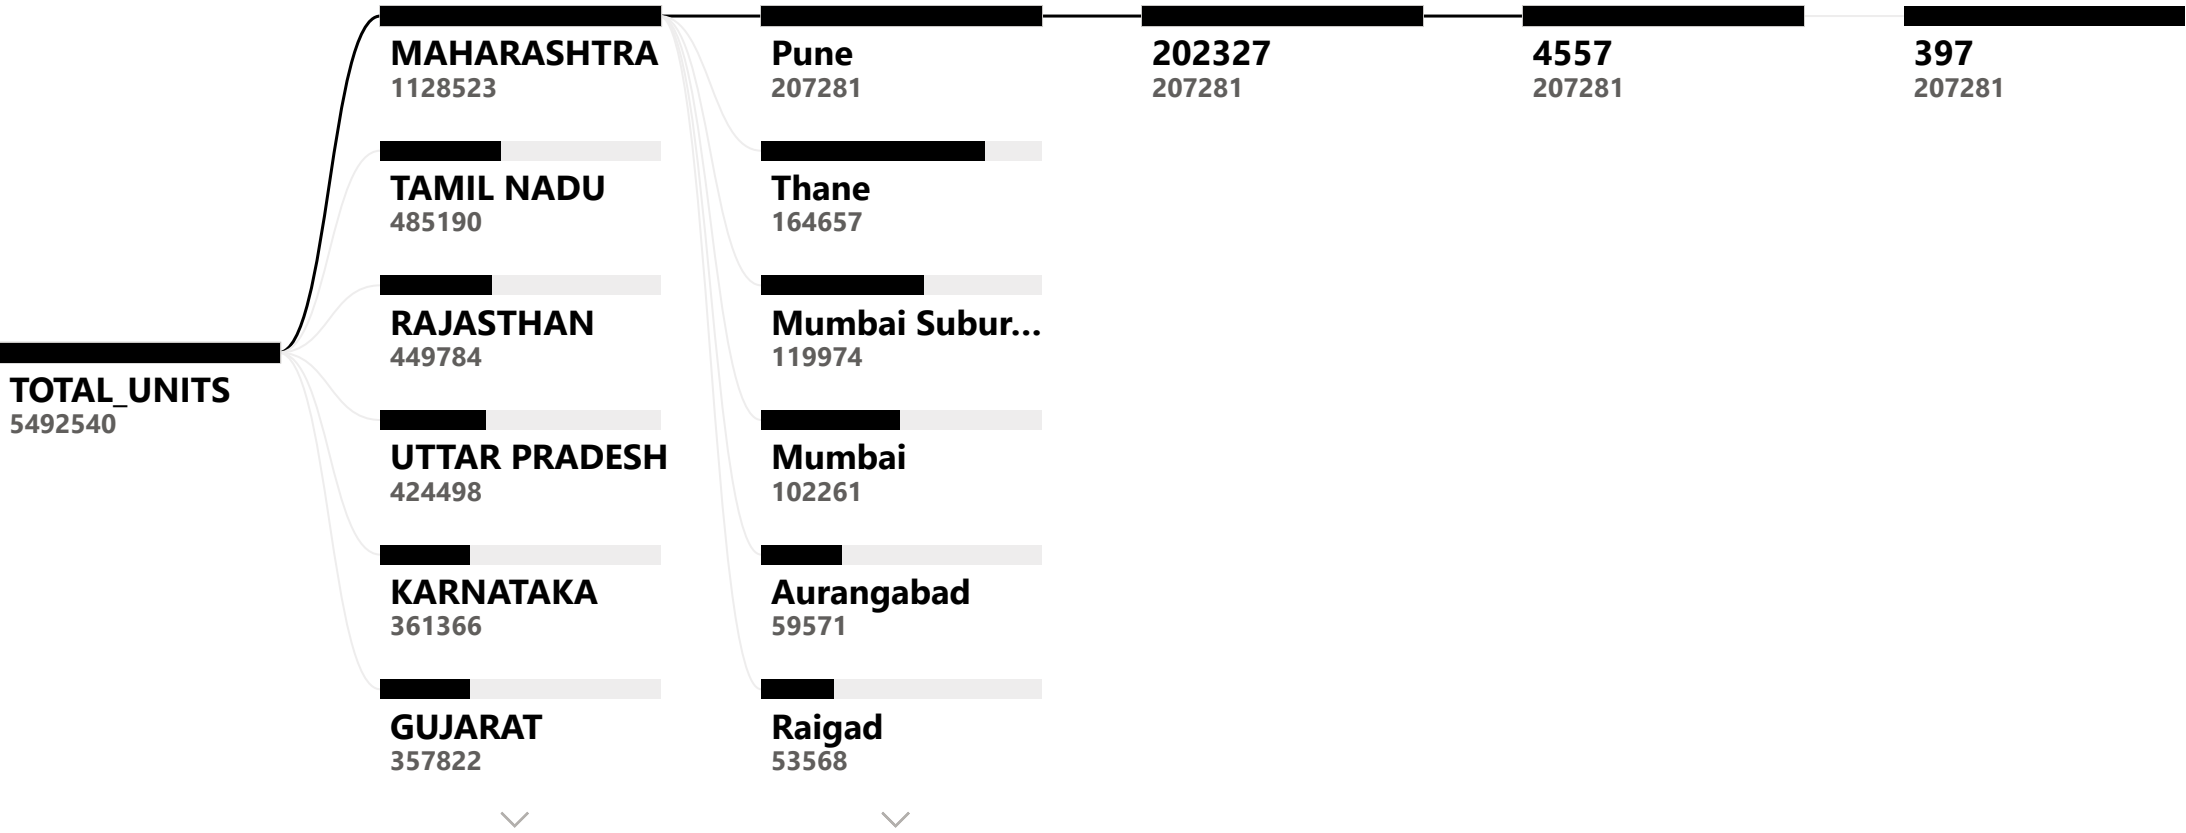 TOTAL_UNITS
5492540
MAHARASHTRA
1128523
TAMIL NADU
485190
RAJASTHAN
449784
UTTAR PRADESH
424498
KARNATAKA
361366
GUJARAT
357822
Pune
207281
Thane
164657
Mumbai Subur...
119974
Mumbai
102261
Aurangabad
59571
Raigad
53568
202327
207281
4557
207281
397
207281